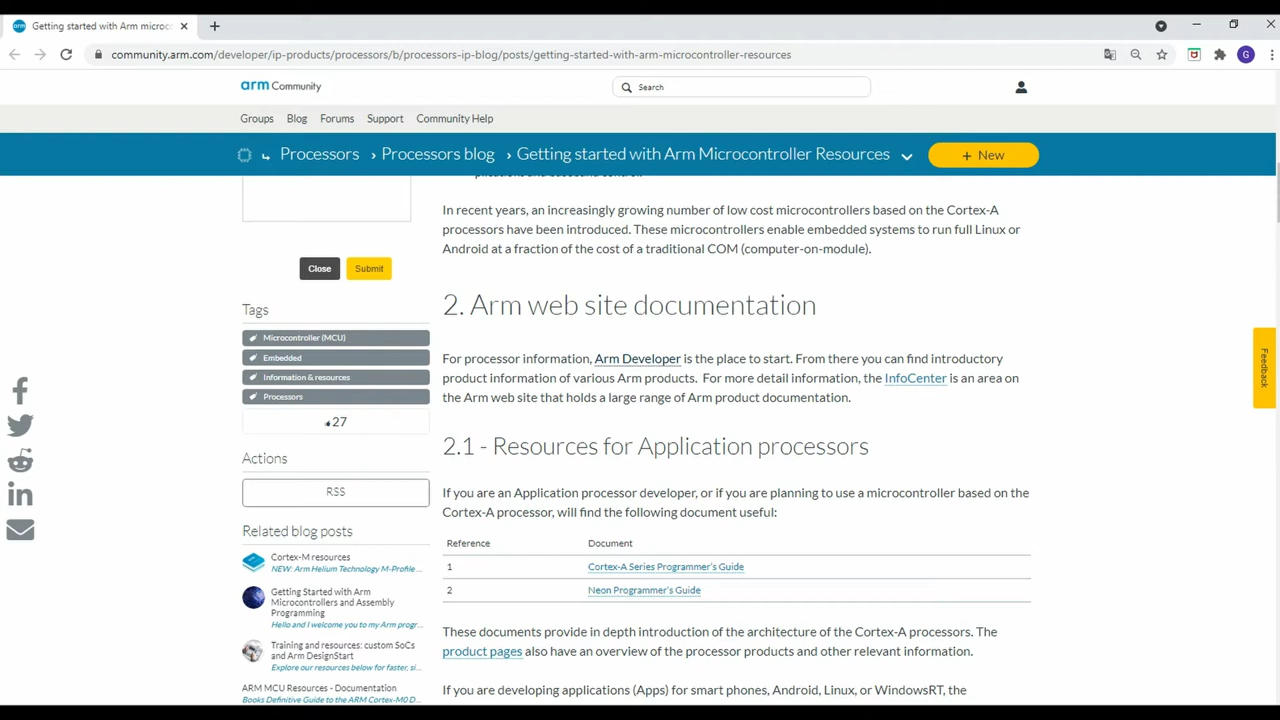 Getting started with Arm microc
community.arm.com/developer/ip-products/processors/b/processors-ip-blog/posts/getting-started-with-arm-microcontroller-resources
G
arm Community
Search
Groups Blog Forums Support Community Help
Processors › Processors blog › Getting started with Arm Microcontroller Resources
+ New
In recent years, an increasingly growing number of low cost microcontrollers based on the Cortex-A
processors have been introduced. These microcontrollers enable embedded systems to run full Linux or
Android at a fraction of the cost of a traditional COM (computer-on-module).
Close Submit
Tags
Microcontroller (MCU)
Embedded
Information & resources
Processors
27
Actions
RSS
Related blog posts
Cortex-M resources
NEW: Arm Helium Technology M-Profile ...
Getting Started with Arm
Microcontrollers and Assembly
Programming
Hello and I welcome you to my Arm progr...
Training and resources: custom SoCs
and Arm DesignStart
Explore our resources below for faster, si...
ARM MCU Resources - Documentation
Books Definitive Guide to the ARM Cortex-M0 D...
2. Arm web site documentation
For processor information, Arm Developer is the place to start. From there you can find introductory
product information of various Arm products. For more detail information, the InfoCenter is an area on
the Arm web site that holds a large range of Arm product documentation.
2.1 - Resources for Application processors
If you are an Application processor developer, or if you are planning to use a microcontroller based on the
Cortex-A processor, will find the following document useful:
Reference Document
1 Cortex-A Series Programmer's Guide
2 Neon Programmer's Guide
These documents provide in depth introduction of the architecture of the Cortex-A processors. The
product pages also have an overview of the processor products and other relevant information.
If you are developing applications (Apps) for smart phones, Android, Linux, or WindowsRT, the
Feedback